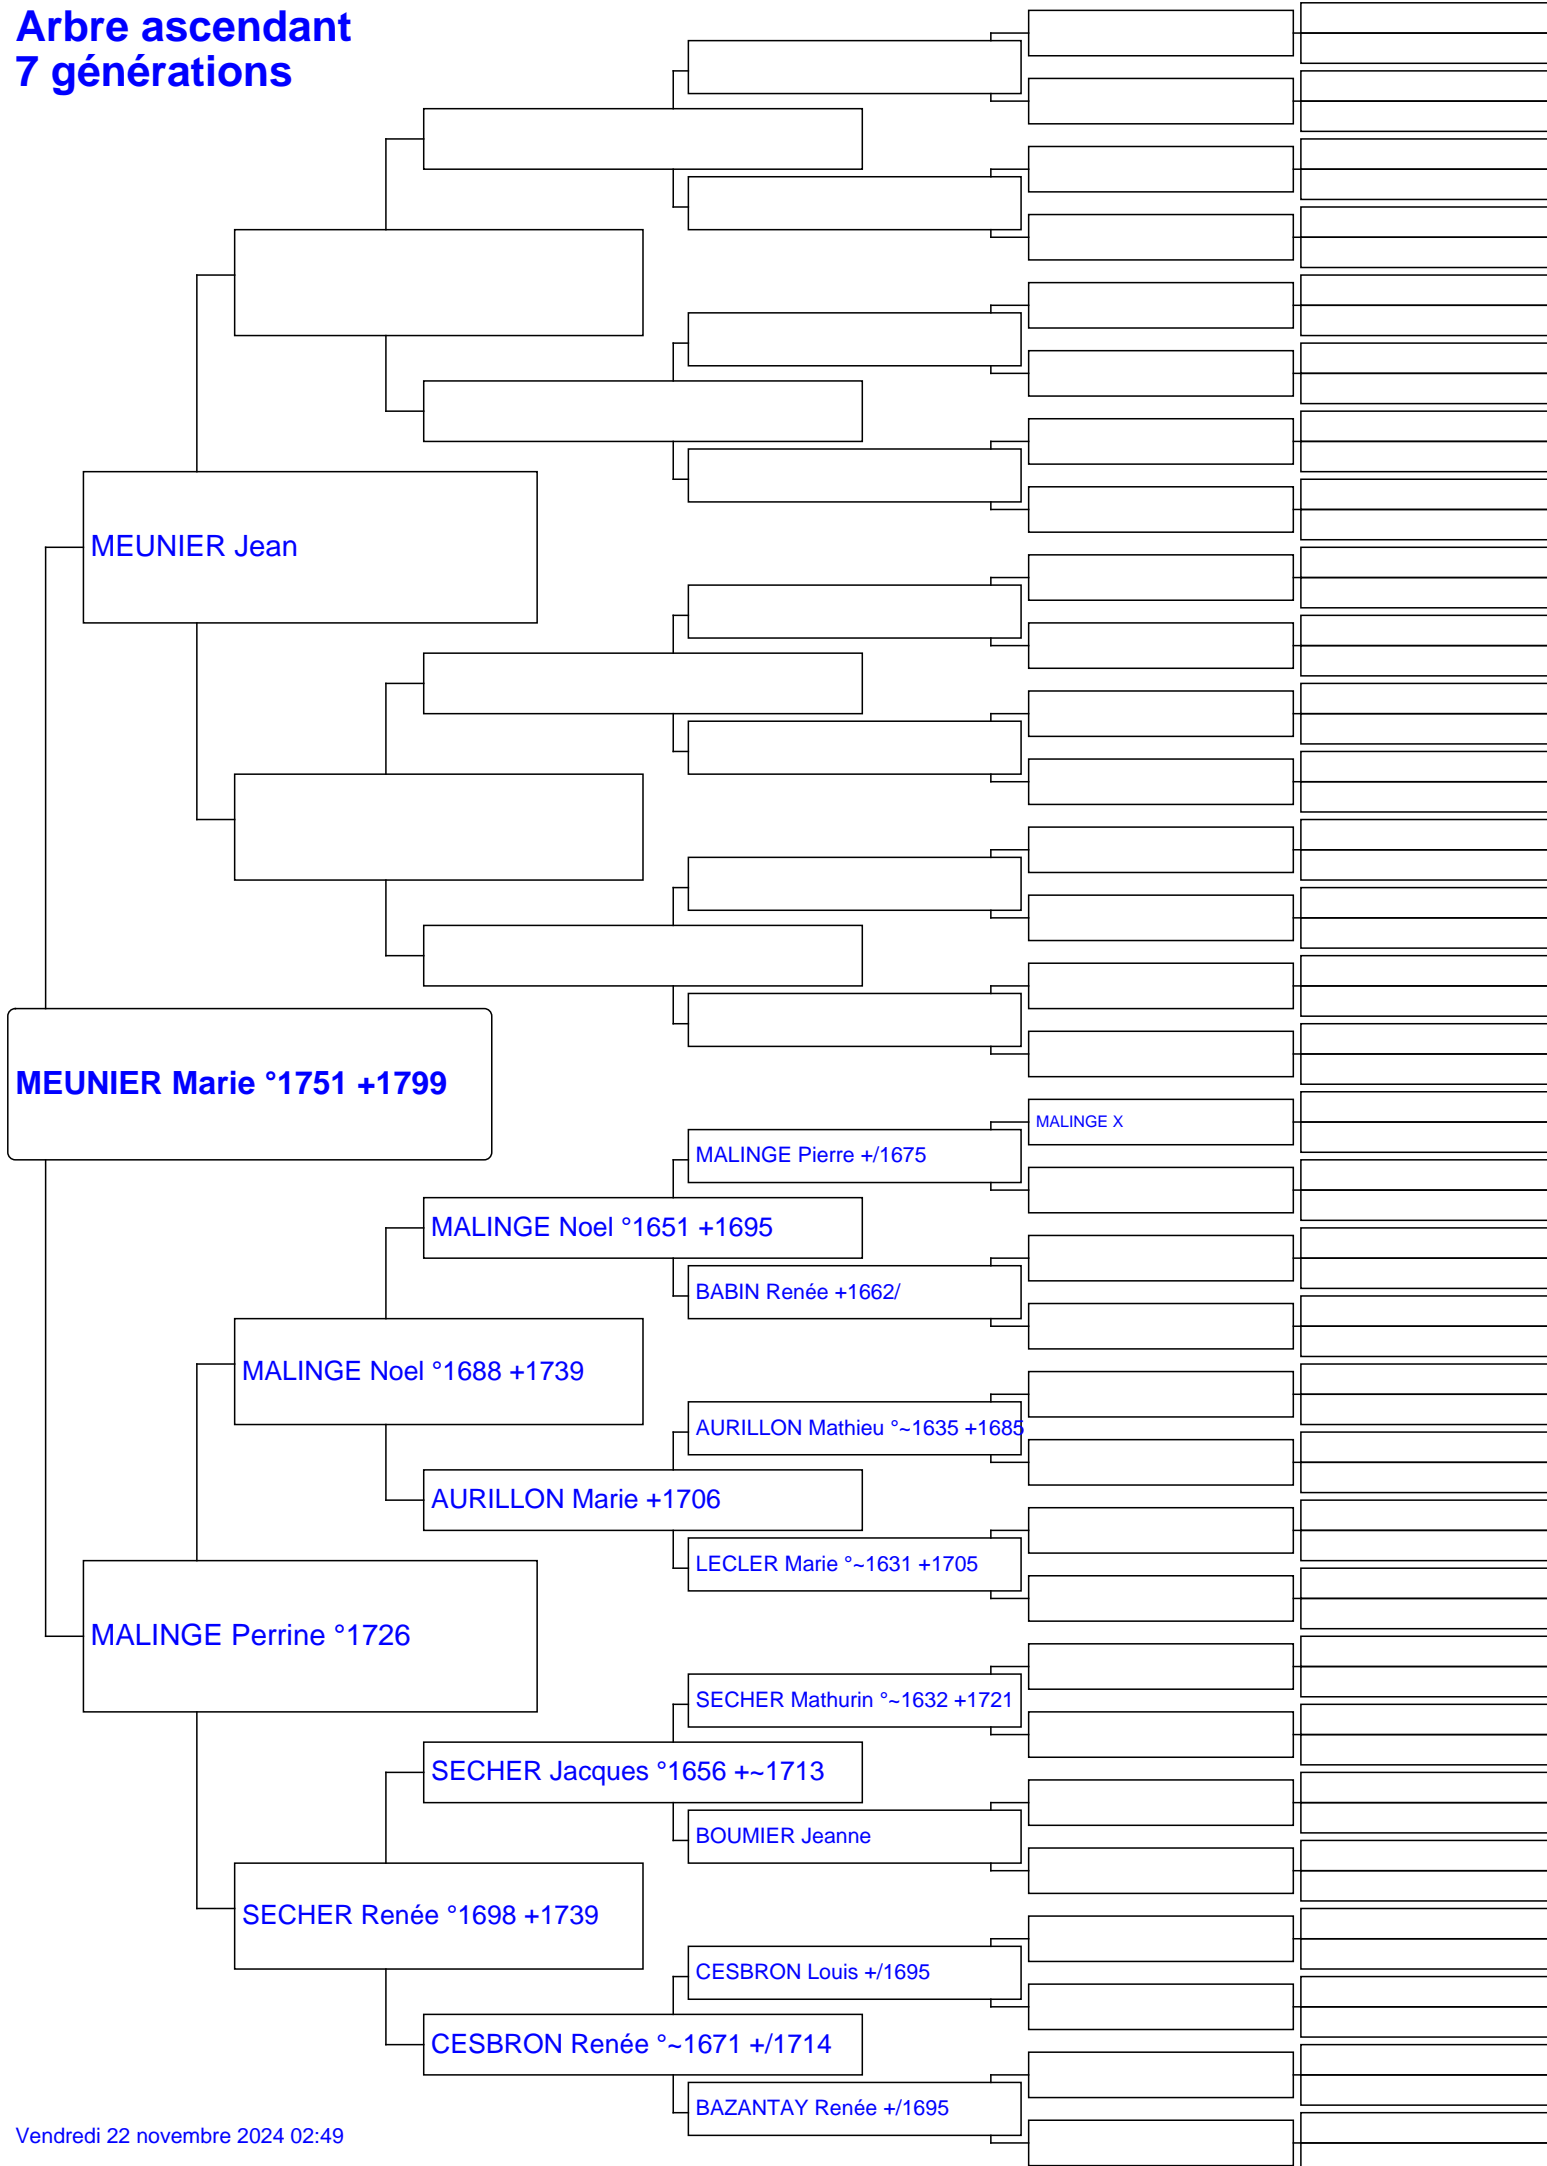 Arbre ascendant
7 générations
MEUNIER Jean
MEUNIER Marie °1751 +1799
MALINGE X
MALINGE Pierre +/1675
MALINGE Noel °1651 +1695
BABIN Renée +1662/
MALINGE Noel °1688 +1739
AURILLON Mathieu °~1635 +1685
AURILLON Marie +1706
LECLER Marie °~1631 +1705
MALINGE Perrine °1726
SECHER Mathurin °~1632 +1721
SECHER Jacques °1656 +~1713
BOUMIER Jeanne
SECHER Renée °1698 +1739
CESBRON Louis +/1695
CESBRON Renée °~1671 +/1714
BAZANTAY Renée +/1695
Vendredi 22 novembre 2024 02:49